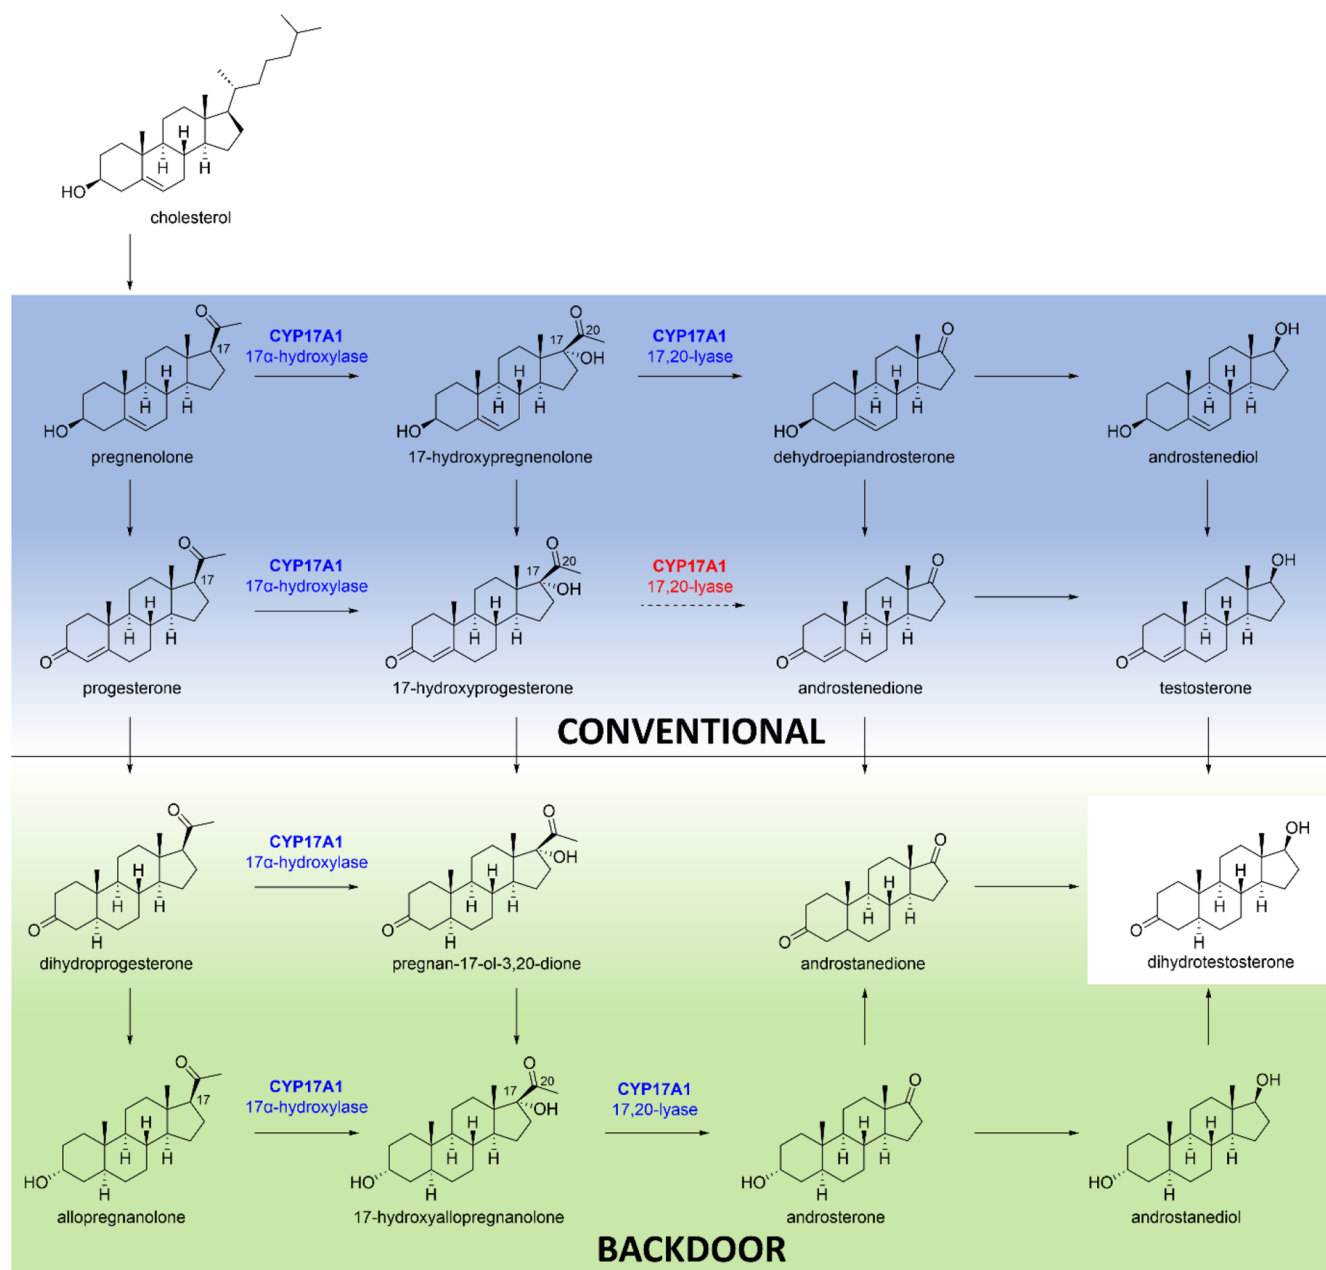 cholesterol
HO
H
H
H
O
17
CYP17A1
17α-hydroxylase
O
20
17
OH
CYP17A1
17,20-lyase
O
OH
H
H
H
H
H
H
H
H
H
H
H
H
HO
HO
HO
HO
pregnenolone
17-hydroxypregnenolone
dehydroepiandrosterone
androstenediol
O
17
CYP17A1
17α-hydroxylase
O
20
17
OH
CYP17A1
17,20-lyase
O
OH
H
H
H
H
H
H
H
H
H
H
H
H
O
O
O
O
progesterone
17-hydroxyprogesterone
androstenedione
testosterone
CONVENTIONAL
O
CYP17A1
17α-hydroxylase
O
OH
O
OH
H
H
H
H
H
H
H
H
H
H
H
H
O
H
O
H
O
O
H
dihydroprogesterone
pregnan-17-ol-3,20-dione
androstanedione
dihydrotestosterone
O
17
CYP17A1
17α-hydroxylase
O
20
17
OH
CYP17A1
17,20-lyase
O
OH
H
H
H
H
H
H
H
H
H
H
H
H
HO
H
HO
H
HO
H
HO
H
allopregnanolone
17-hydroxyallopregnanolone
androsterone
androstanediol
BACKDOOR